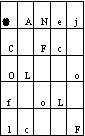 A N e j
C F c
O L o
f o L
l c F